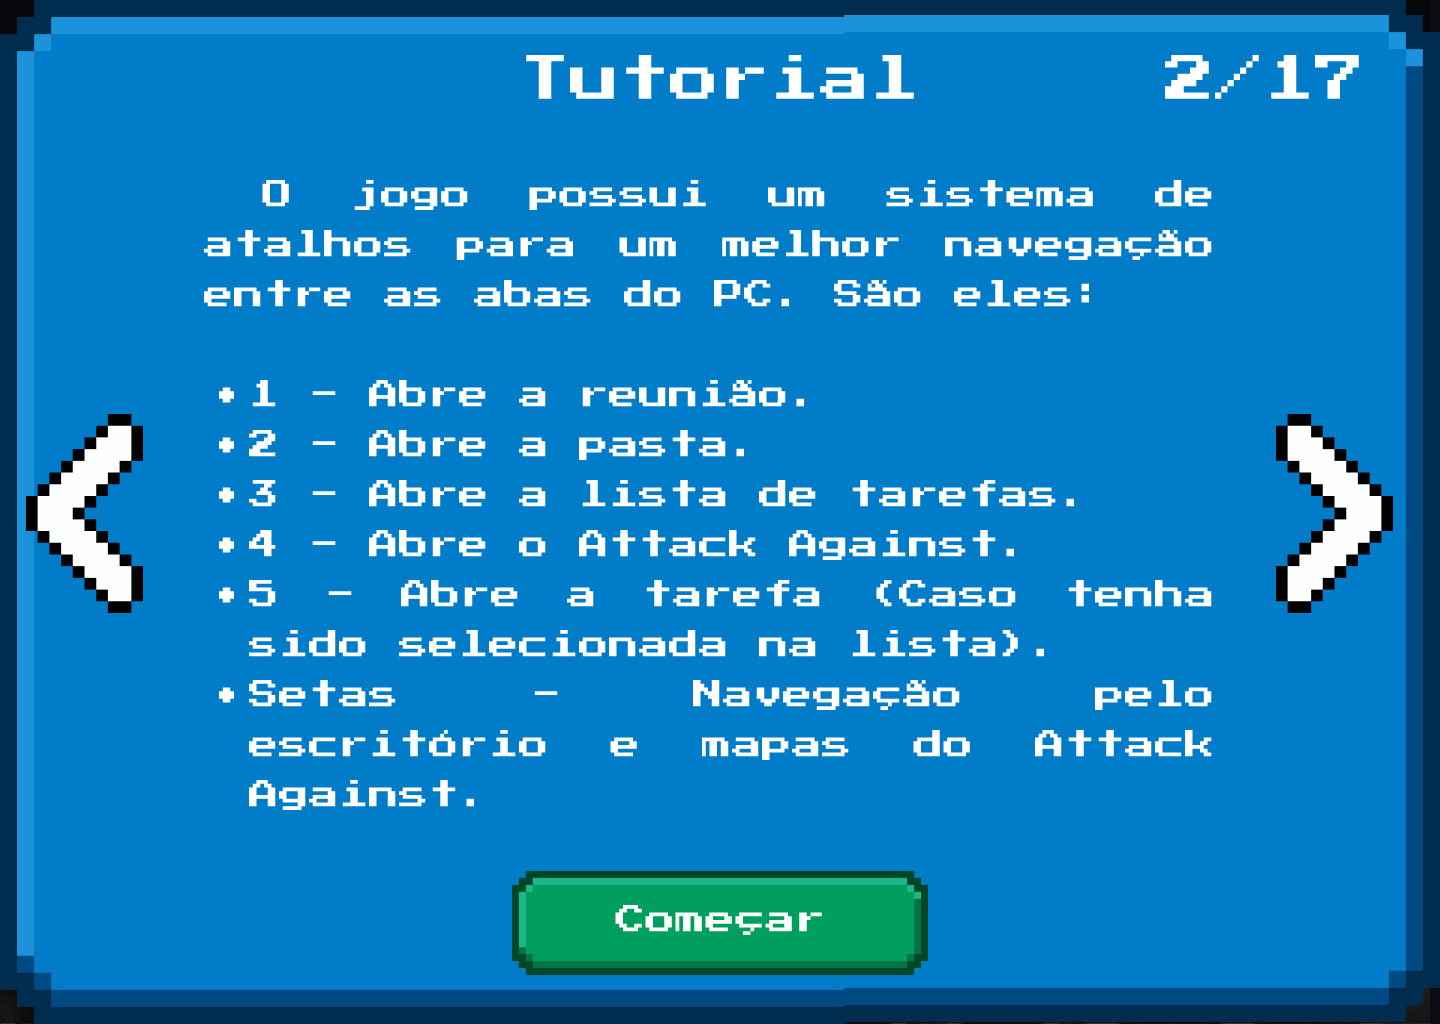 Tutorial 2/17
O jogo possui um sistema de
atalhos para um melhor navegação
entre as abas do PC. São eles:
•1 - Abre a reunião.
•2 - Abre a pasta.
•3 - Abre a lista de tarefas.
•4 - Abre o Attack Against.
•5 - Abre a tarefa (Caso tenha
sido selecionada na lista).
•Setas - Navegação pelo
escritório e mapas do Attack
Against.
Começar